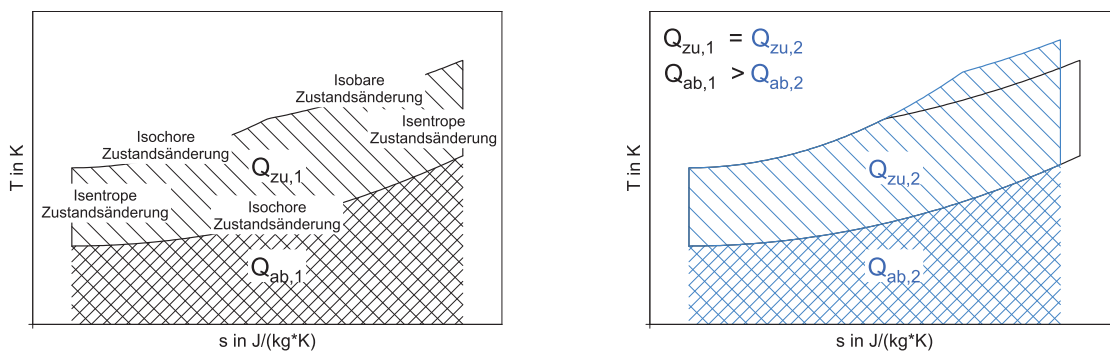 Isobare
Zustandsänderung
Isentrope
Zustandsänderung
Isochore
Zustandsänderung
Q_zu,1
Isentrope
Zustandsänderung
Isochore
Zustandsänderung
Q_ab,1
T in K
s in J/(kg*K)
Q_zu,1 = Q_zu,2
Q_ab,1 > Q_ab,2
Q_zu,2
Q_ab,2
T in K
s in J/(kg*K)